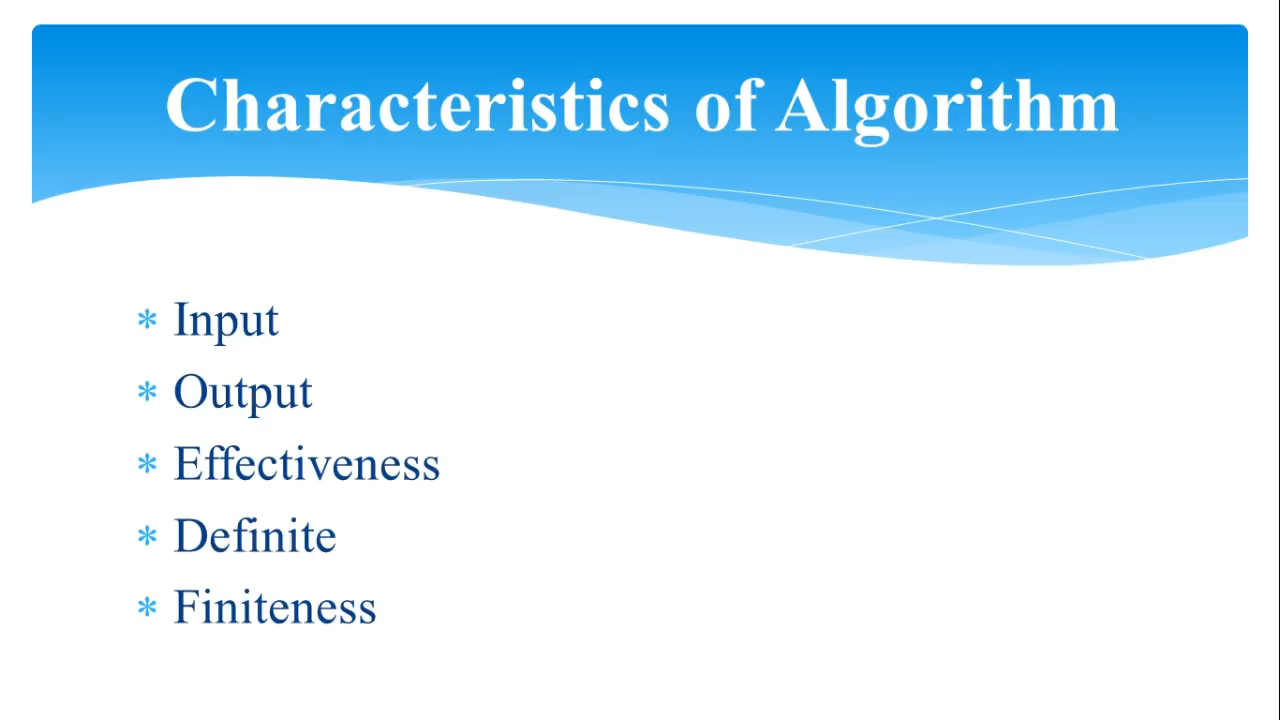 Characteristics of Algorithm
* Input
* Output
* Effectiveness
* Definite
* Finiteness